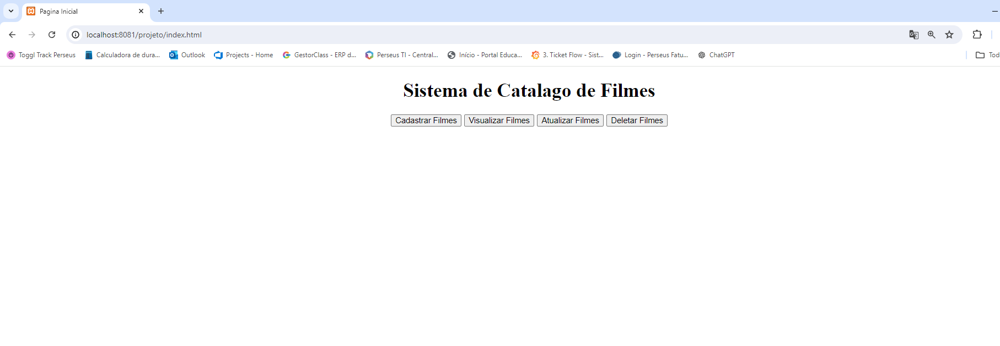 Pagina Inicial
localhost:8081/projeto/index.html
Toggl Track Perseus Calculadora de dura... Outlook Projects - Home GestorClass - ERP d... Perseus TI - Central... Início - Portal Educa... 3. Ticket Flow - Sist... Login - Perseus Fatu... ChatGPT Tod
Sistema de Catalago de Filmes
Cadastrar Filmes Visualizar Filmes Atualizar Filmes Deletar Filmes